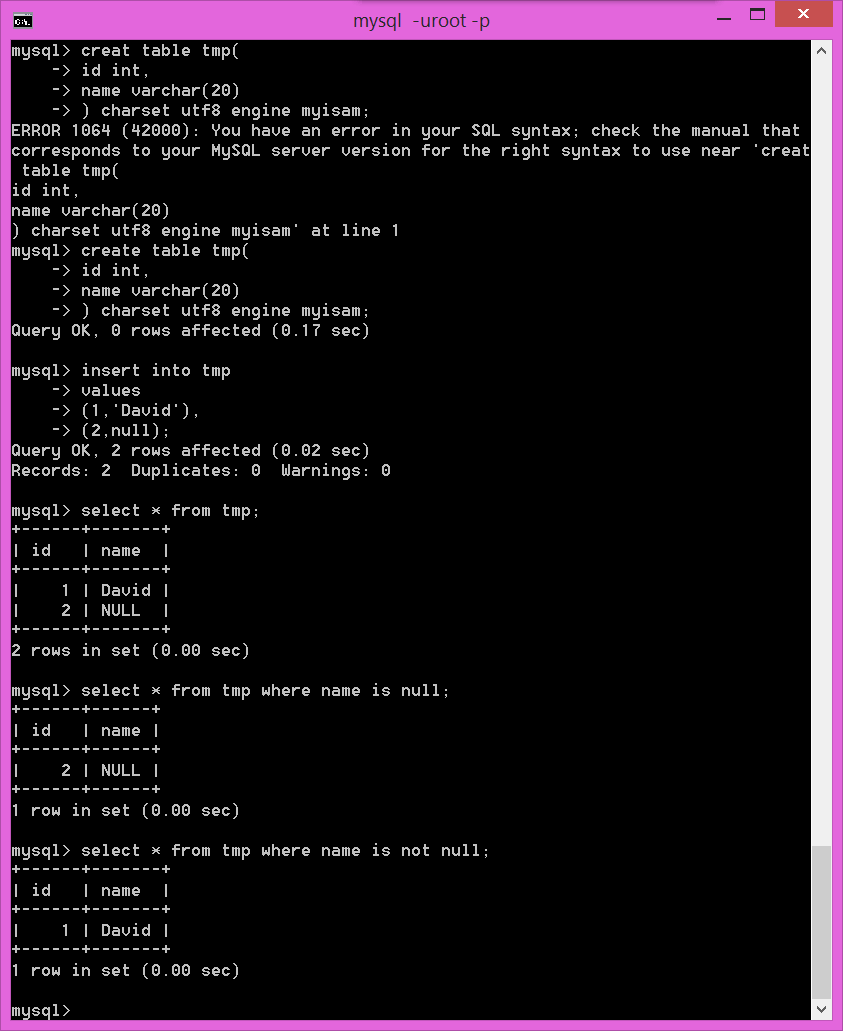 mysql -uroot -p
mysql> creat table tmp(
    -> id int,
    -> name varchar(20)
    -> ) charset utf8 engine myisam;
ERROR 1064 (42000): You have an error in your SQL syntax; check the manual that
corresponds to your MySQL server version for the right syntax to use near 'creat
 table tmp(
id int,
name varchar(20)
) charset utf8 engine myisam' at line 1
mysql> create table tmp(
    -> id int,
    -> name varchar(20)
    -> ) charset utf8 engine myisam;
Query OK, 0 rows affected (0.17 sec)

mysql> insert into tmp
    -> values
    -> (1,'David'),
    -> (2,null);
Query OK, 2 rows affected (0.02 sec)
Records: 2  Duplicates: 0  Warnings: 0

mysql> select * from tmp;
+------+-------+
| id   | name  |
+------+-------+
|    1 | David |
|    2 | NULL  |
+------+-------+
2 rows in set (0.00 sec)

mysql> select * from tmp where name is null;
+------+------+
| id   | name |
+------+------+
|    2 | NULL |
+------+------+
1 row in set (0.00 sec)

mysql> select * from tmp where name is not null;
+------+-------+
| id   | name  |
+------+-------+
|    1 | David |
+------+-------+
1 row in set (0.00 sec)

mysql>